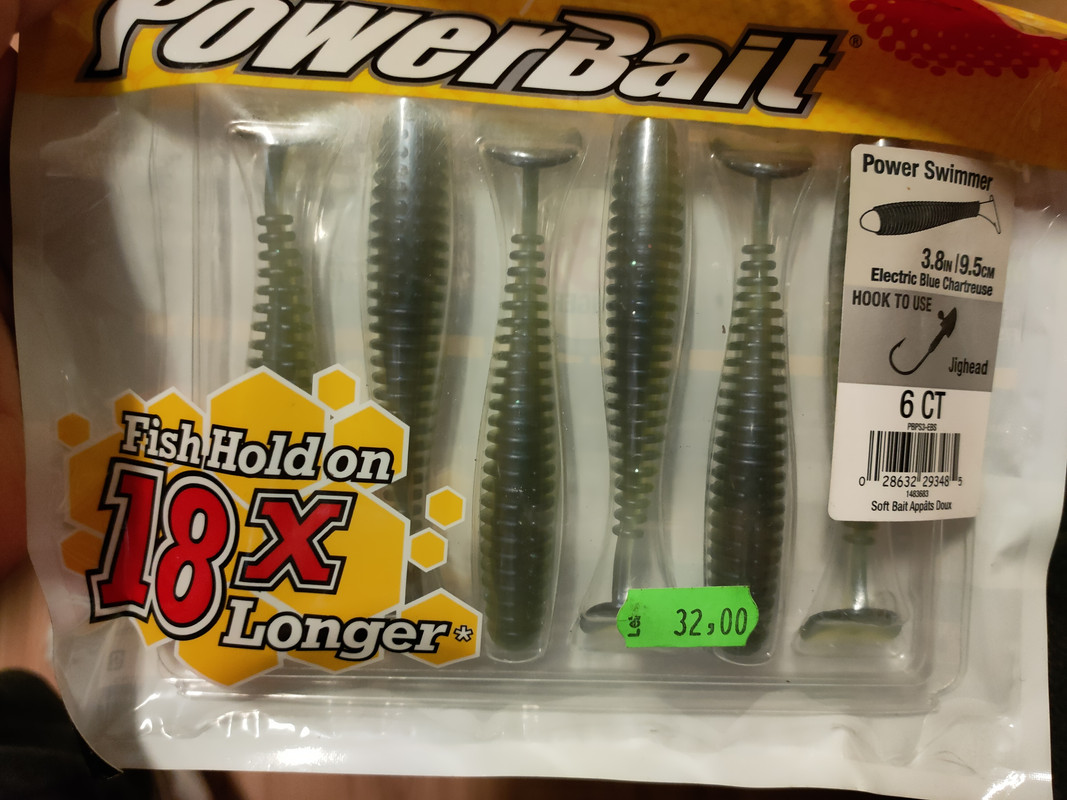 PowerBait®
Power Swimmer
3.8IN / 9.5CM
Electric Blue Chartreuse
HOOK TO USE
Jighead
6 CT
PBPS3-EBS
0 28632 29348 5
1483683
Soft Bait Appâts Doux
Fish Hold on
18x
Longer*
Lei 32,00